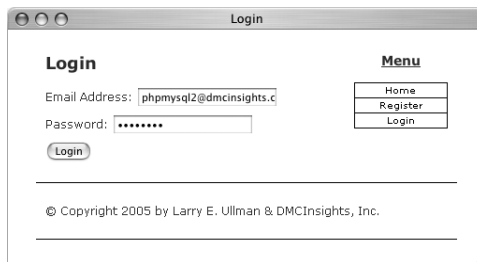 Login
Login
Email Address: phpmysql2@dmcinsights.c
Password: ••••••••
Login
Menu
Home
Register
Login
© Copyright 2005 by Larry E. Ullman & DMCInsights, Inc.